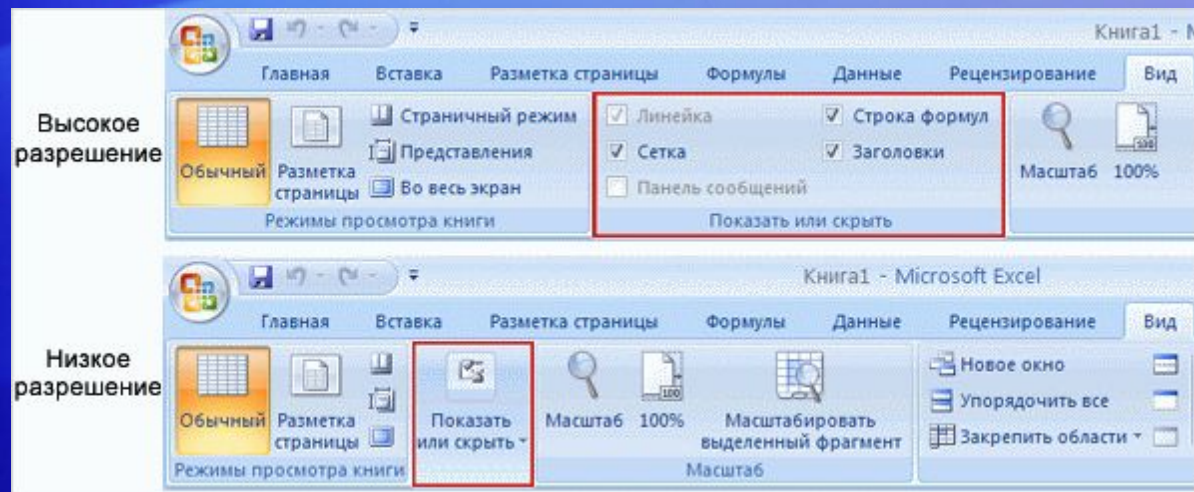 Книга1 - M
Главная Вставка Разметка страницы Формулы Данные Рецензирование Вид
Высокое
разрешение
Обычный
Разметка
страницы
Страничный режим
Представления
Во весь экран
Режимы просмотра книги
Линейка
Сетка
Панель сообщений
Строка формул
Заголовки
Показать или скрыть
Масштаб
100
100%
Книга1 - Microsoft Excel
Главная Вставка Разметка страницы Формулы Данные Рецензирование Вид
Низкое
разрешение
Обычный
Разметка
страницы
Режимы просмотра книги
Показать
или скрыть
Масштаб
100
100%
Масштабировать
выделенный фрагмент
Масштаб
Новое окно
Упорядочить все
Закрепить области